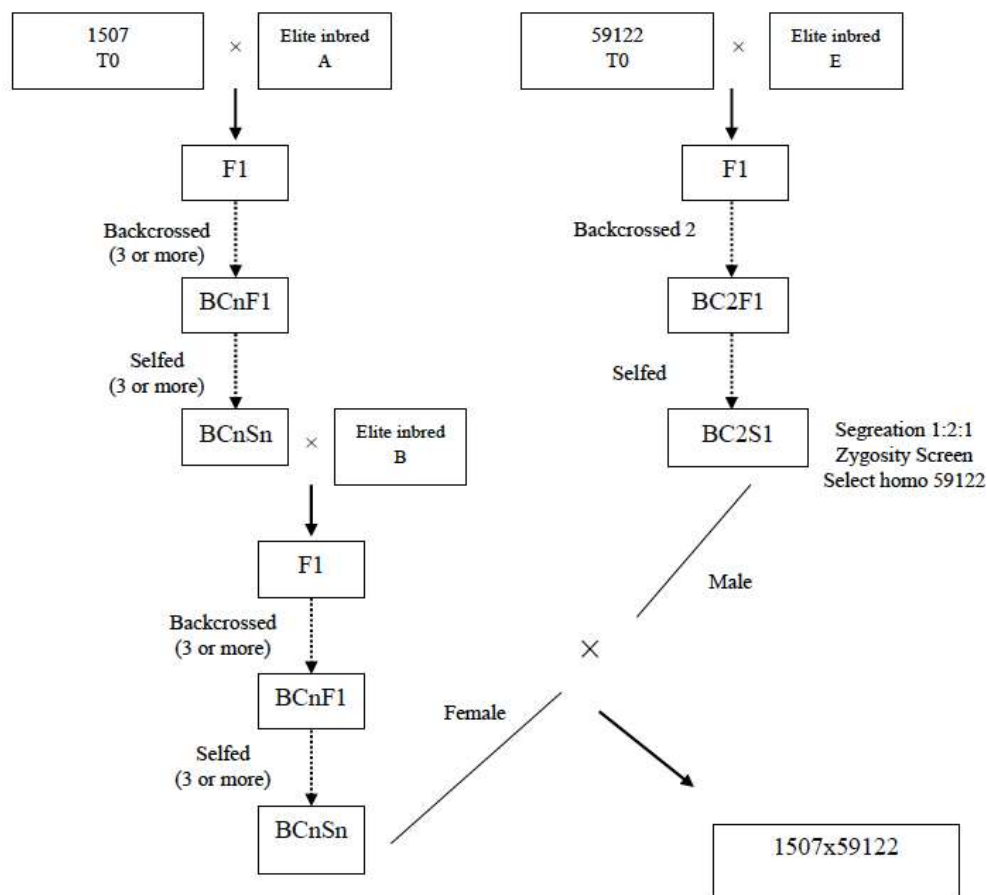 1507
T0
×
Elite inbred
A
59122
T0
×
Elite inbred
E
F1
F1
Backcrossed
(3 or more)
Backcrossed 2
BCnF1
BC2F1
Selfed
(3 or more)
Selfed
BCnSn
×
Elite inbred
B
BC2S1
Segreation 1:2:1
Zygosity Screen
Select homo 59122
F1
Male
Backcrossed
(3 or more)
×
BCnF1
Female
Selfed
(3 or more)
BCnSn
1507x59122